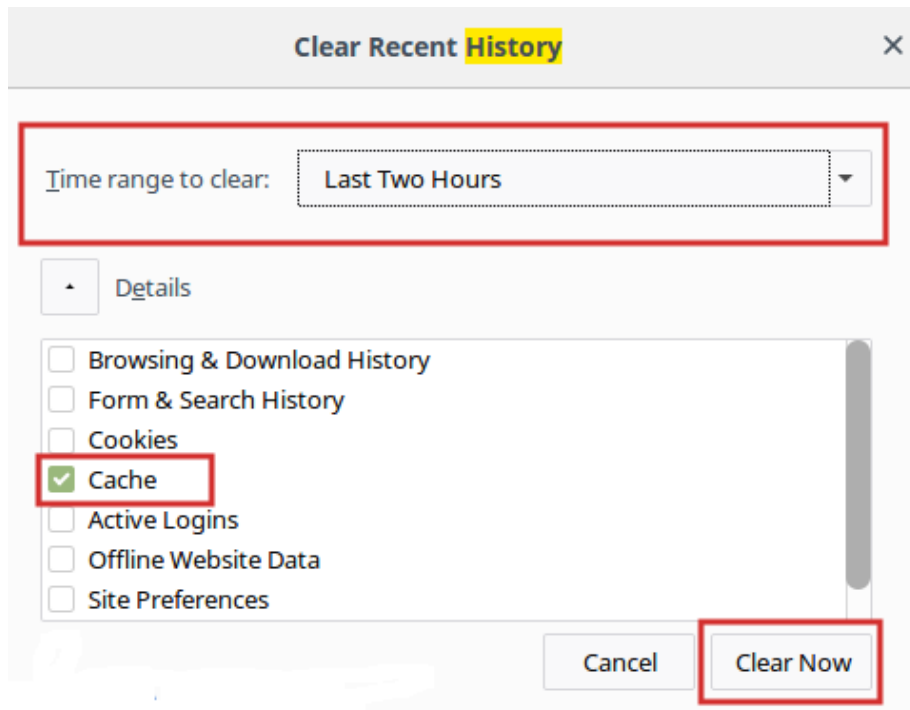 Clear Recent History
Time range to clear: Last Two Hours
Details
Browsing & Download History
Form & Search History
Cookies
Cache
Active Logins
Offline Website Data
Site Preferences
Cancel Clear Now